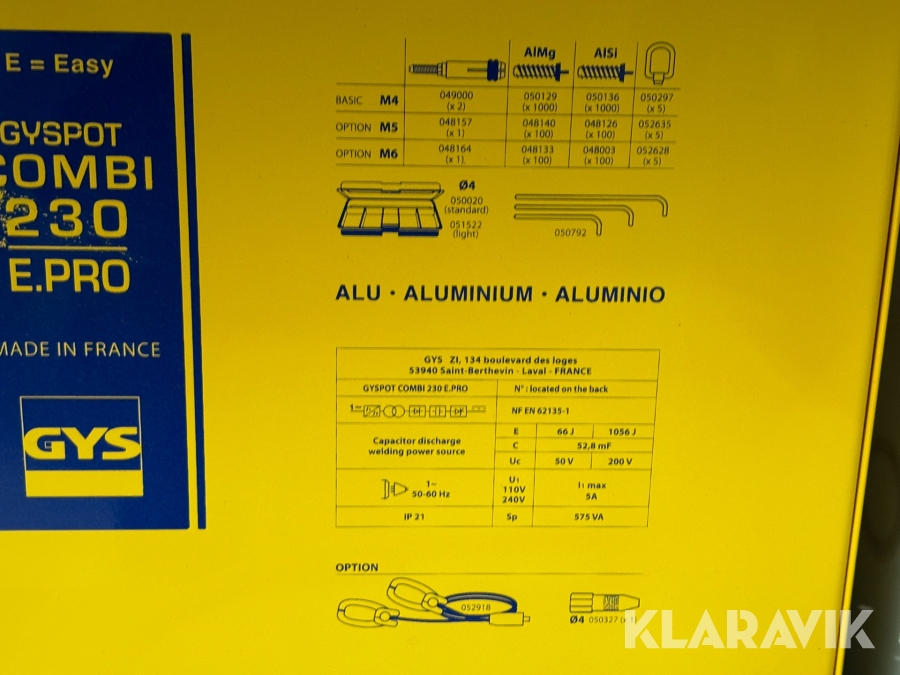 E = Easy
GYSPOT
COMBI
230
E.PRO
MADE IN FRANCE
GYS
AlMg AlSi
BASIC M4 049000 (x 2) 050129 (x 1000) 050136 (x 1000) 050297 (x 5)
OPTION M5 048157 (x 1) 048140 (x 100) 048126 (x 100) 052635 (x 5)
OPTION M6 048164 (x 1) 048133 (x 100) 048003 (x 100) 052628 (x 5)
Ø4
050020
(standard)
051522
(light)
050792
ALU · ALUMINIUM · ALUMINIO
GYS ZI, 134 boulevard des loges
53940 Saint-Berthevin - Laval - FRANCE
GYSPOT COMBI 230 E.PRO N° : located on the back
1~ NF EN 62135-1
Capacitor discharge
welding power source
E 66 J 1056 J
C 52,8 mF
Uc 50 V 200 V
1~
50-60 Hz
U1
110V
240V
I1 max
5A
IP 21 Sp 575 VA
OPTION
052918
Ø4 050327 (x 1)
KLARAVIK